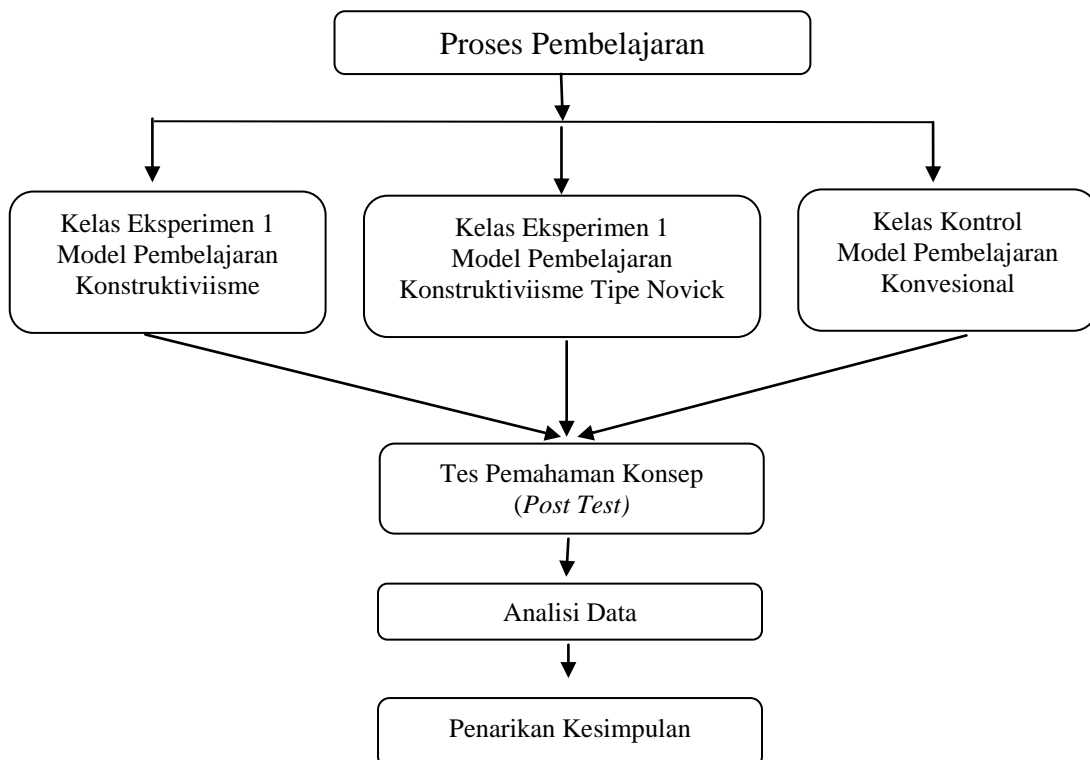 Proses Pembelajaran
Kelas Eksperimen 1
Model Pembelajaran
Konstruktiviisme
Kelas Eksperimen 1
Model Pembelajaran
Konstruktiviisme Tipe Novick
Kelas Kontrol
Model Pembelajaran
Konvesional
Tes Pemahaman Konsep
(Post Test)
Analisi Data
Penarikan Kesimpulan